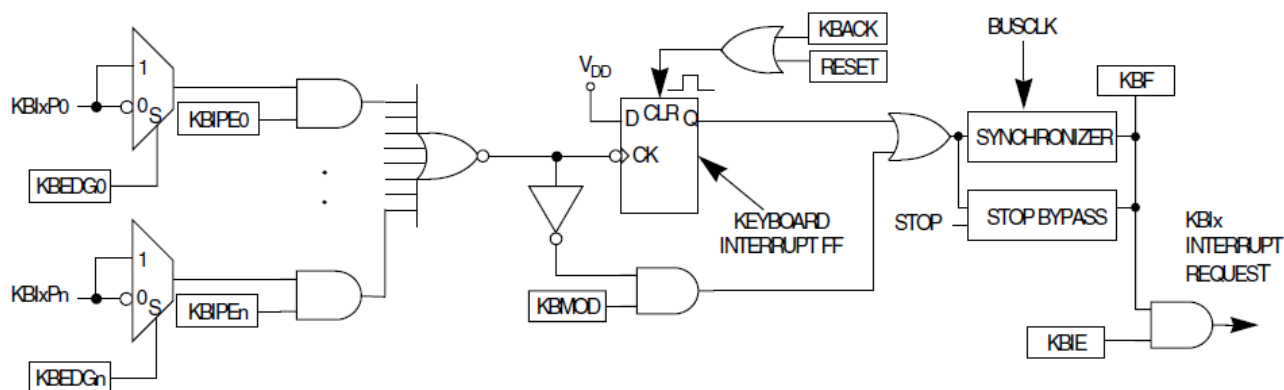 KBIxP0
1
0
S
KBIPE0
KBEDG0
KBIxPn
1
0
S
KBIPEn
KBEDGn
VDD
D
CLR
Q
CK
KBACK
RESET
KEYBOARD
INTERRUPT FF
KBMOD
BUSCLK
SYNCHRONIZER
STOP
STOP BYPASS
KBF
KBIx
INTERRUPT
REQUEST
KBIE